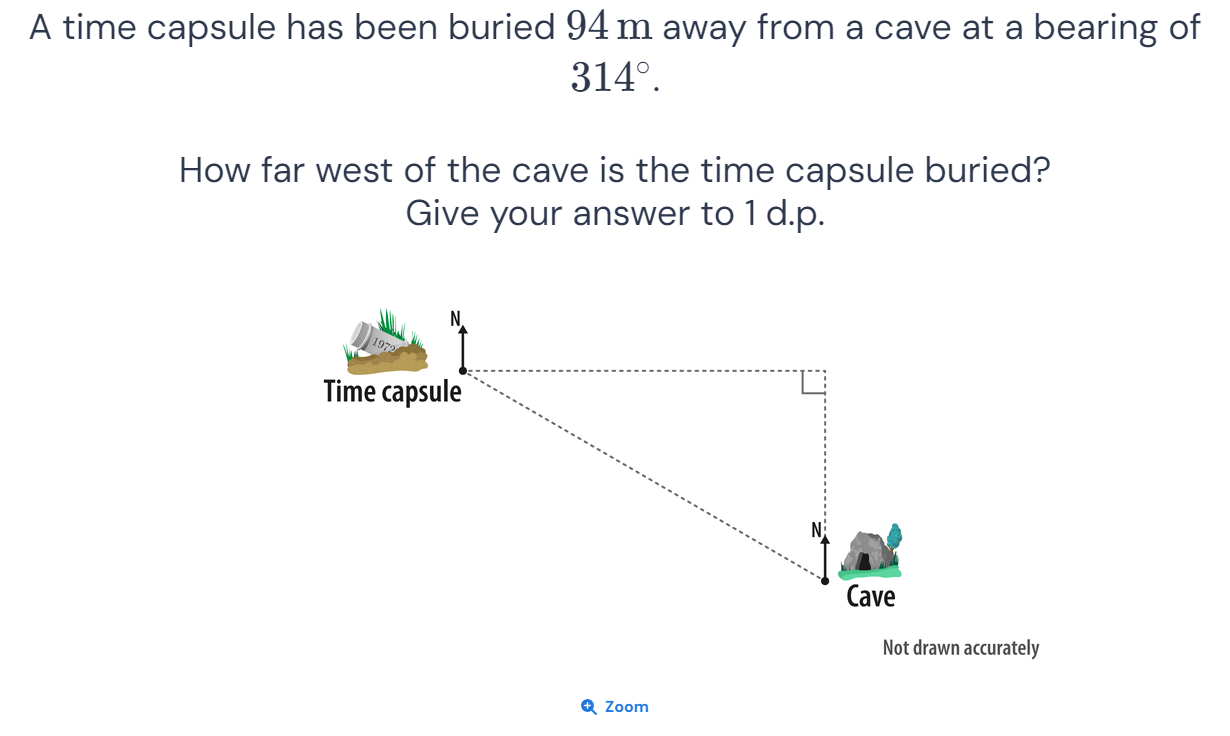 A time capsule has been buried 94 m away from a cave at a bearing of
314°.
How far west of the cave is the time capsule buried?
Give your answer to 1 d.p.
N
1972
Time capsule
N
Cave
Not drawn accurately
Zoom